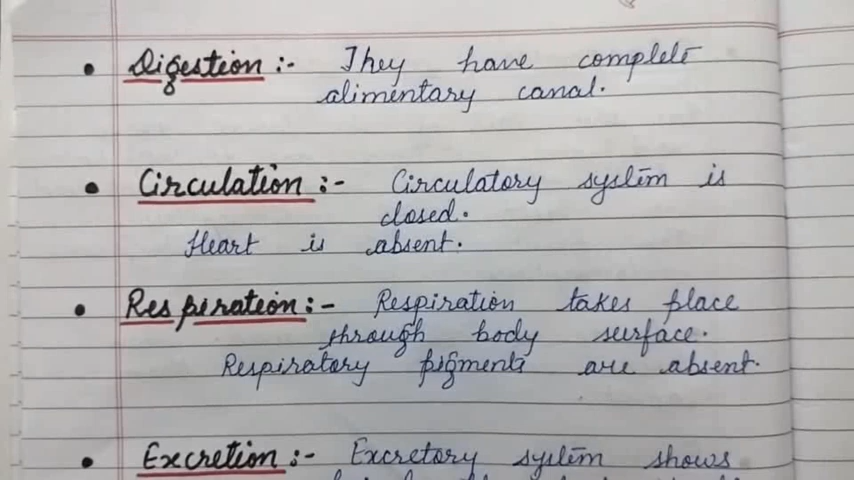 • Digestion :- They have complete
alimentary canal.
• Circulation :- Circulatory system is
closed.
Heart is absent.
• Respiration :- Respiration takes place
through body surface.
Respiratory pigments are absent.
• Excretion :- Excretory system shows